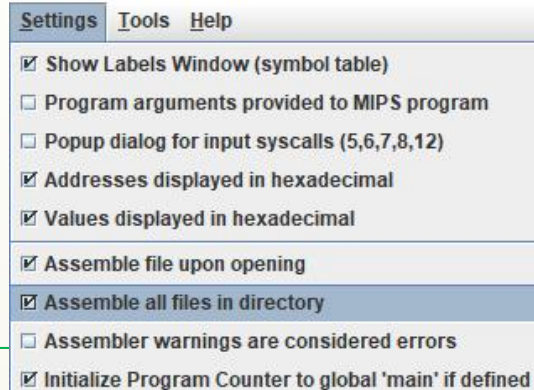 Settings Tools Help
Show Labels Window (symbol table)
Program arguments provided to MIPS program
Popup dialog for input syscalls (5,6,7,8,12)
Addresses displayed in hexadecimal
Values displayed in hexadecimal
Assemble file upon opening
Assemble all files in directory
Assembler warnings are considered errors
Initialize Program Counter to global 'main' if defined